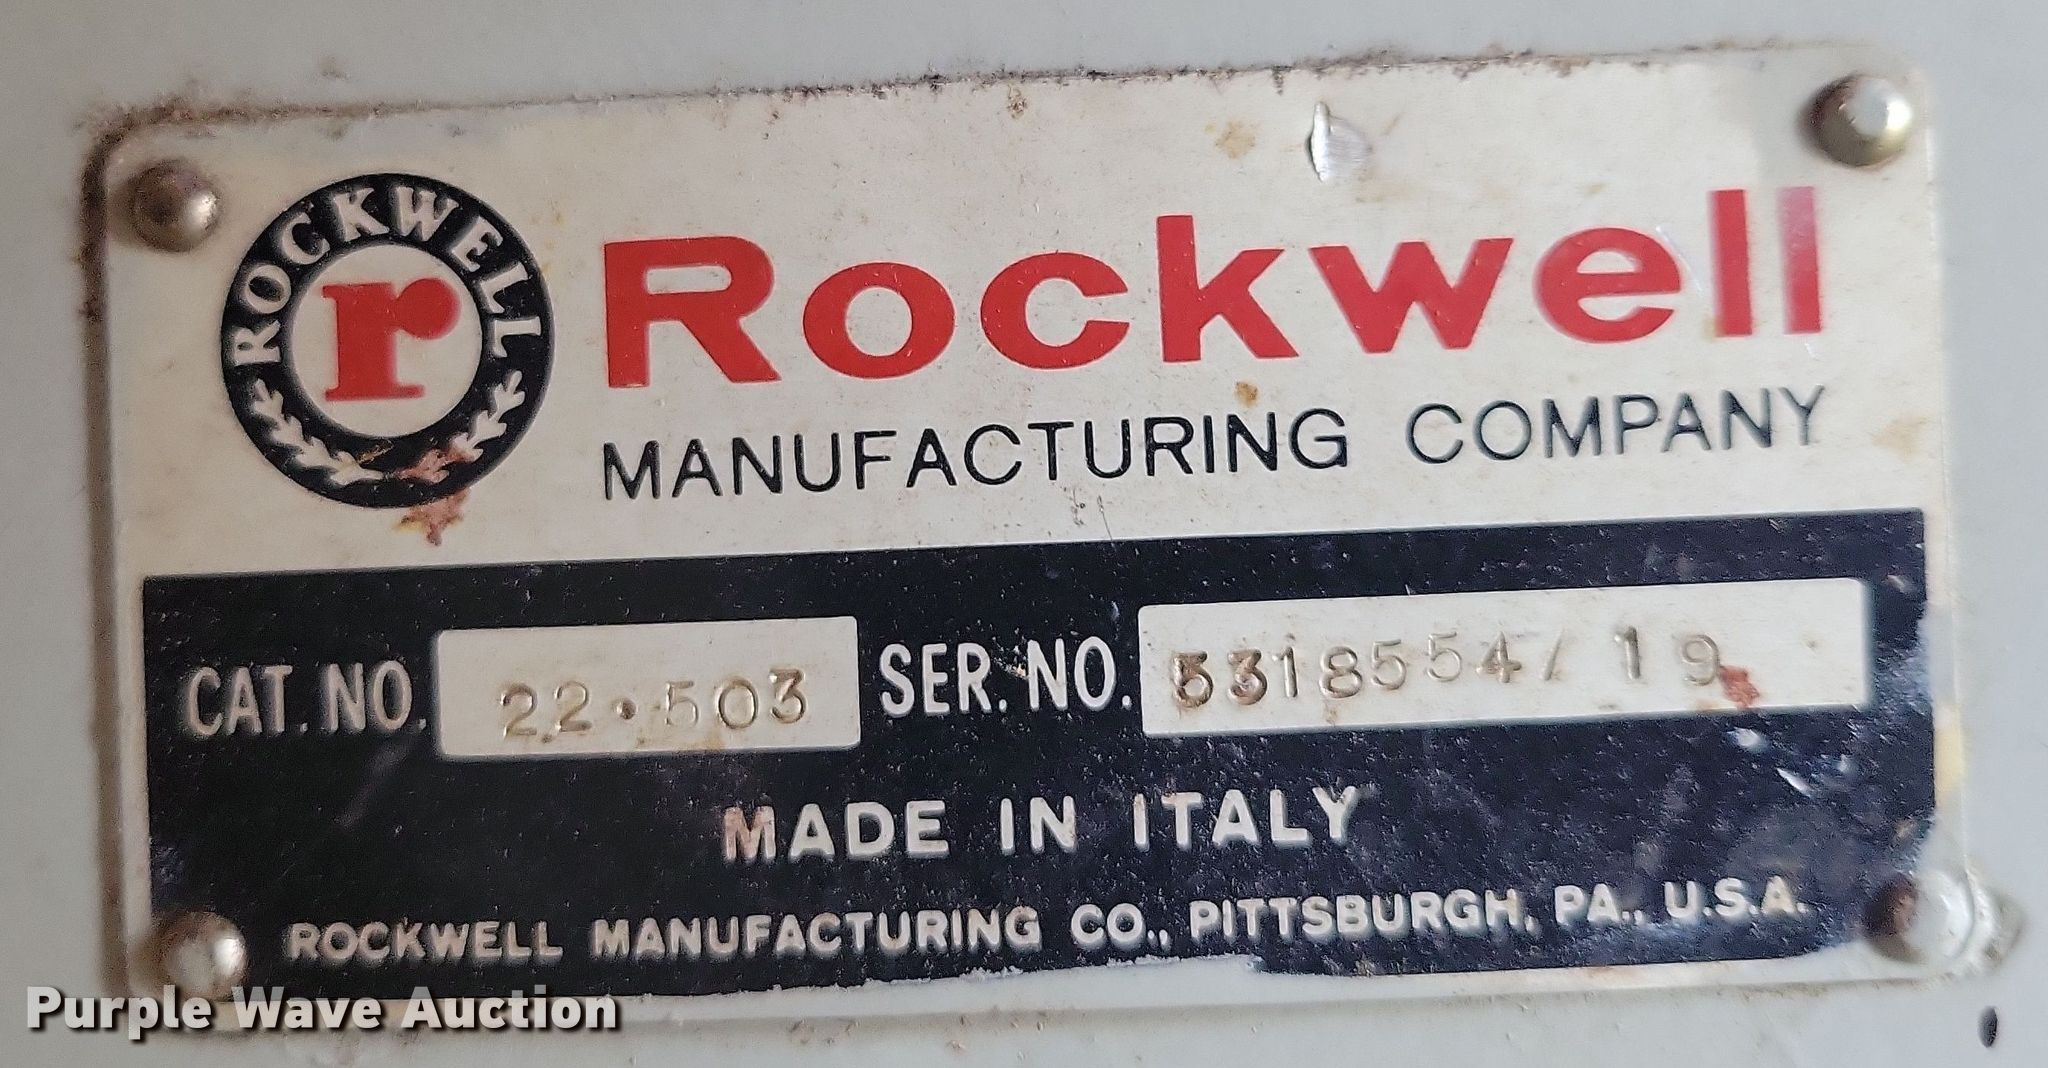 ROCKWELL
r
Rockwell
MANUFACTURING COMPANY
CAT. NO. 22.503 SER. NO. 5318554/19
MADE IN ITALY
ROCKWELL MANUFACTURING CO., PITTSBURGH, PA., U.S.A.
Purple Wave Auction